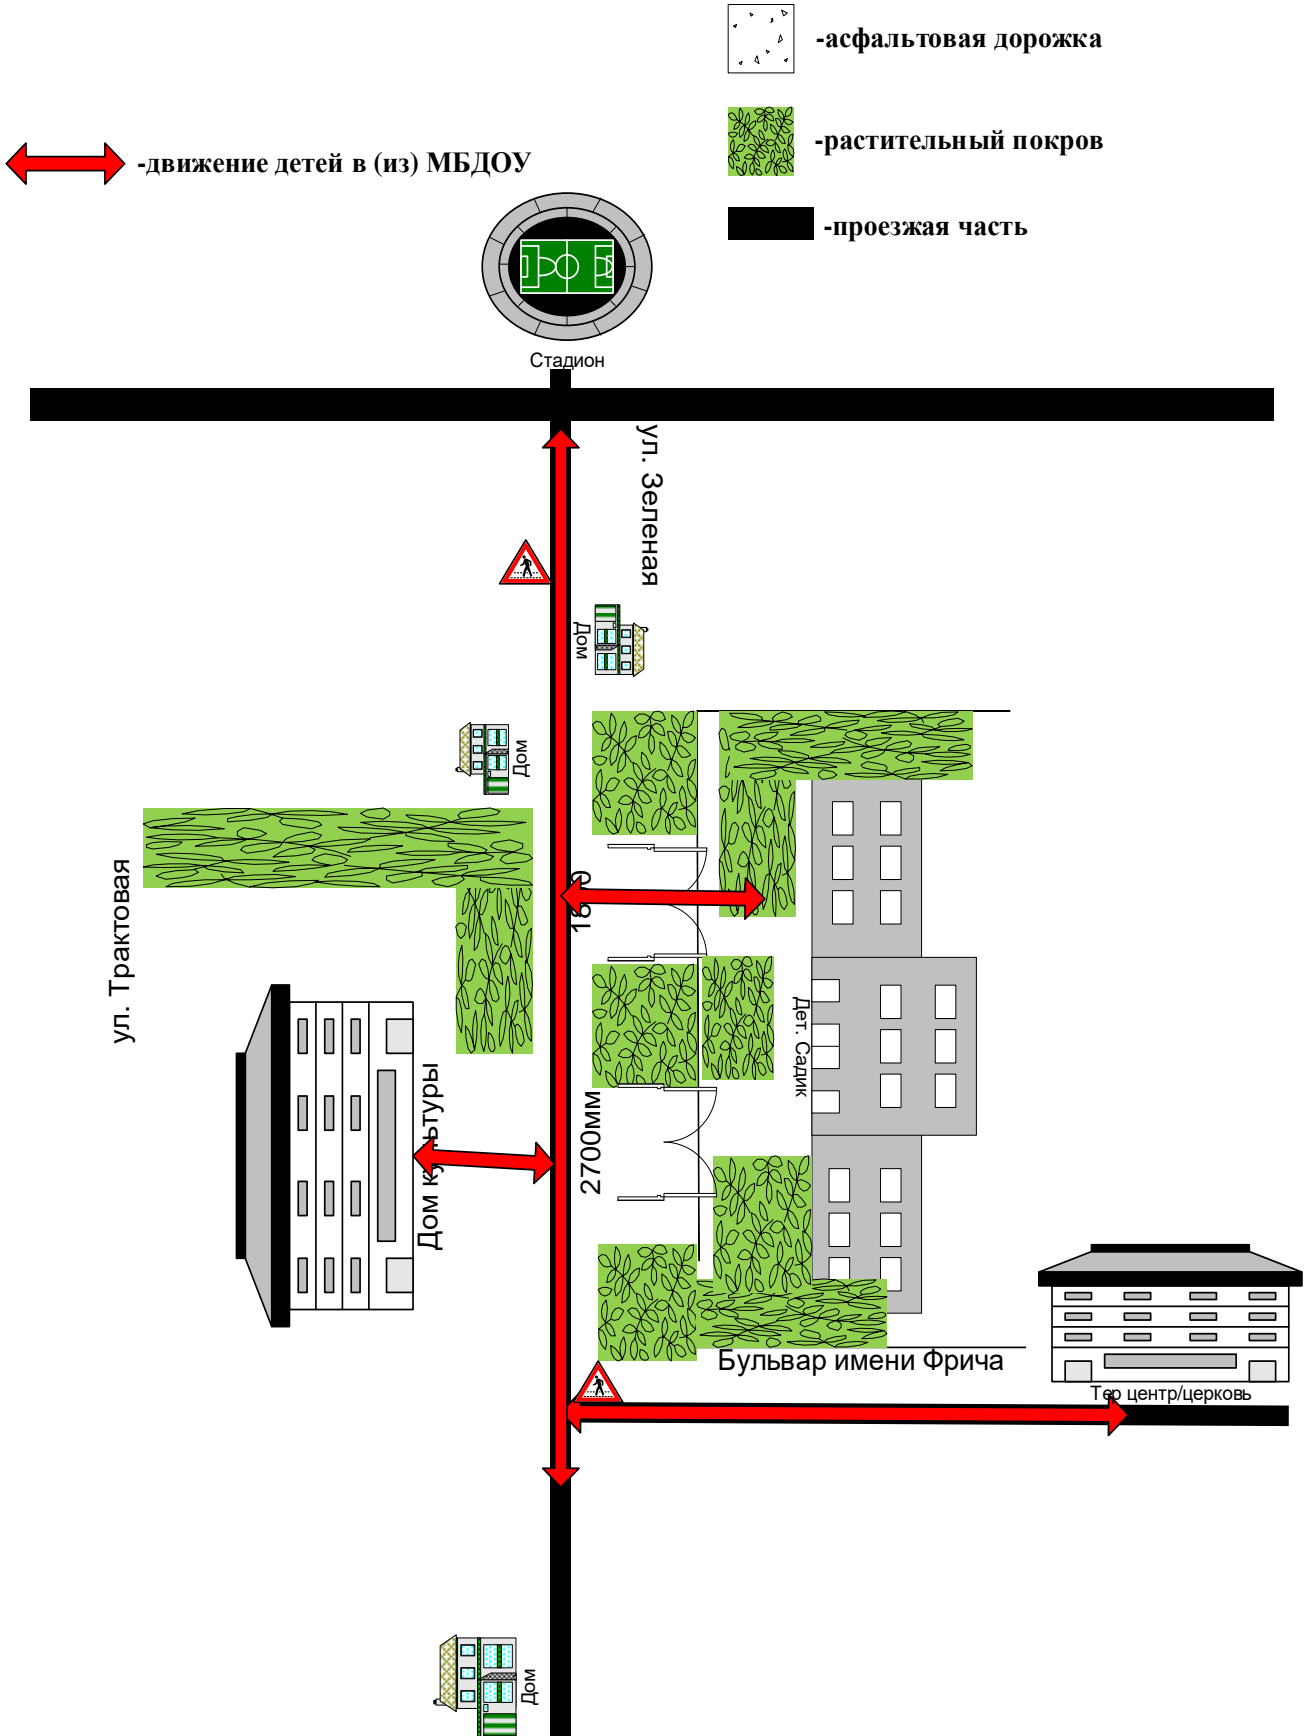 -асфальтовая дорожка
-растительный покров
-движение детей в (из) МБДОУ
-проезжая часть
Стадион
ул. Зеленая
Дом
Дом
ул. Трактовая
Дет. Садик
Дом культуры
2700мм
Бульвар имени Фрича
Тер центр/церковь
Дом